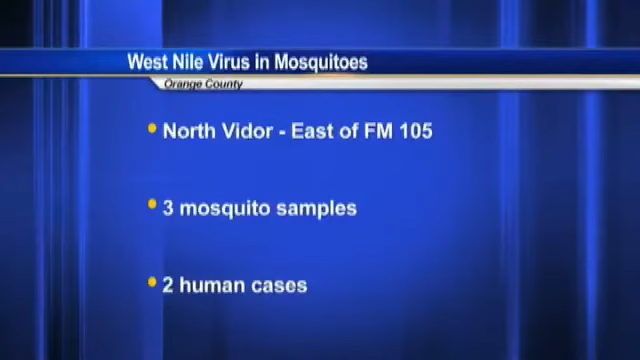 West Nile Virus in Mosquitoes
Orange County
North Vidor - East of FM 105
3 mosquito samples
2 human cases